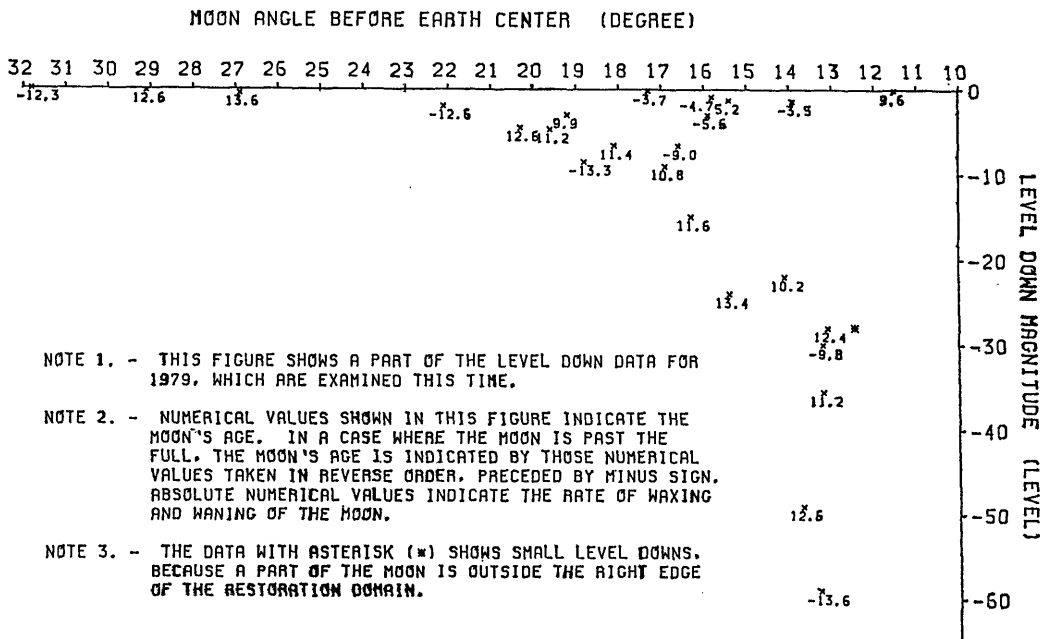 MOON ANGLE BEFORE EARTH CENTER (DEGREE)
32 31 30 29 28 27 26 25 24 23 22 21 20 19 18 17 16 15 14 13 12 11 10
-12.3 12.6 13.6 -3.7 9.6 0
-12.6 -4.7 5.2 -3.5
9.9 -5.6
12.6 11.2
11.4 -9.0
-13.3 10.8 -10
11.6
-20
10.2
13.4
12.4 *
-9.8 -30
11.2
-40
12.6 -50
-13.6 -60
LEVEL DOWN MAGNITUDE (LEVEL)
NOTE 1. - THIS FIGURE SHOWS A PART OF THE LEVEL DOWN DATA FOR
1979, WHICH ARE EXAMINED THIS TIME.
NOTE 2. - NUMERICAL VALUES SHOWN IN THIS FIGURE INDICATE THE
MOON'S AGE. IN A CASE WHERE THE MOON IS PAST THE
FULL, THE MOON'S AGE IS INDICATED BY THOSE NUMERICAL
VALUES TAKEN IN REVERSE ORDER, PRECEDED BY MINUS SIGN.
ABSOLUTE NUMERICAL VALUES INDICATE THE RATE OF WAXING
AND WANING OF THE MOON.
NOTE 3. - THE DATA WITH ASTERISK (*) SHOWS SMALL LEVEL DOWNS,
BECAUSE A PART OF THE MOON IS OUTSIDE THE RIGHT EDGE
OF THE RESTORATION DOMAIN.